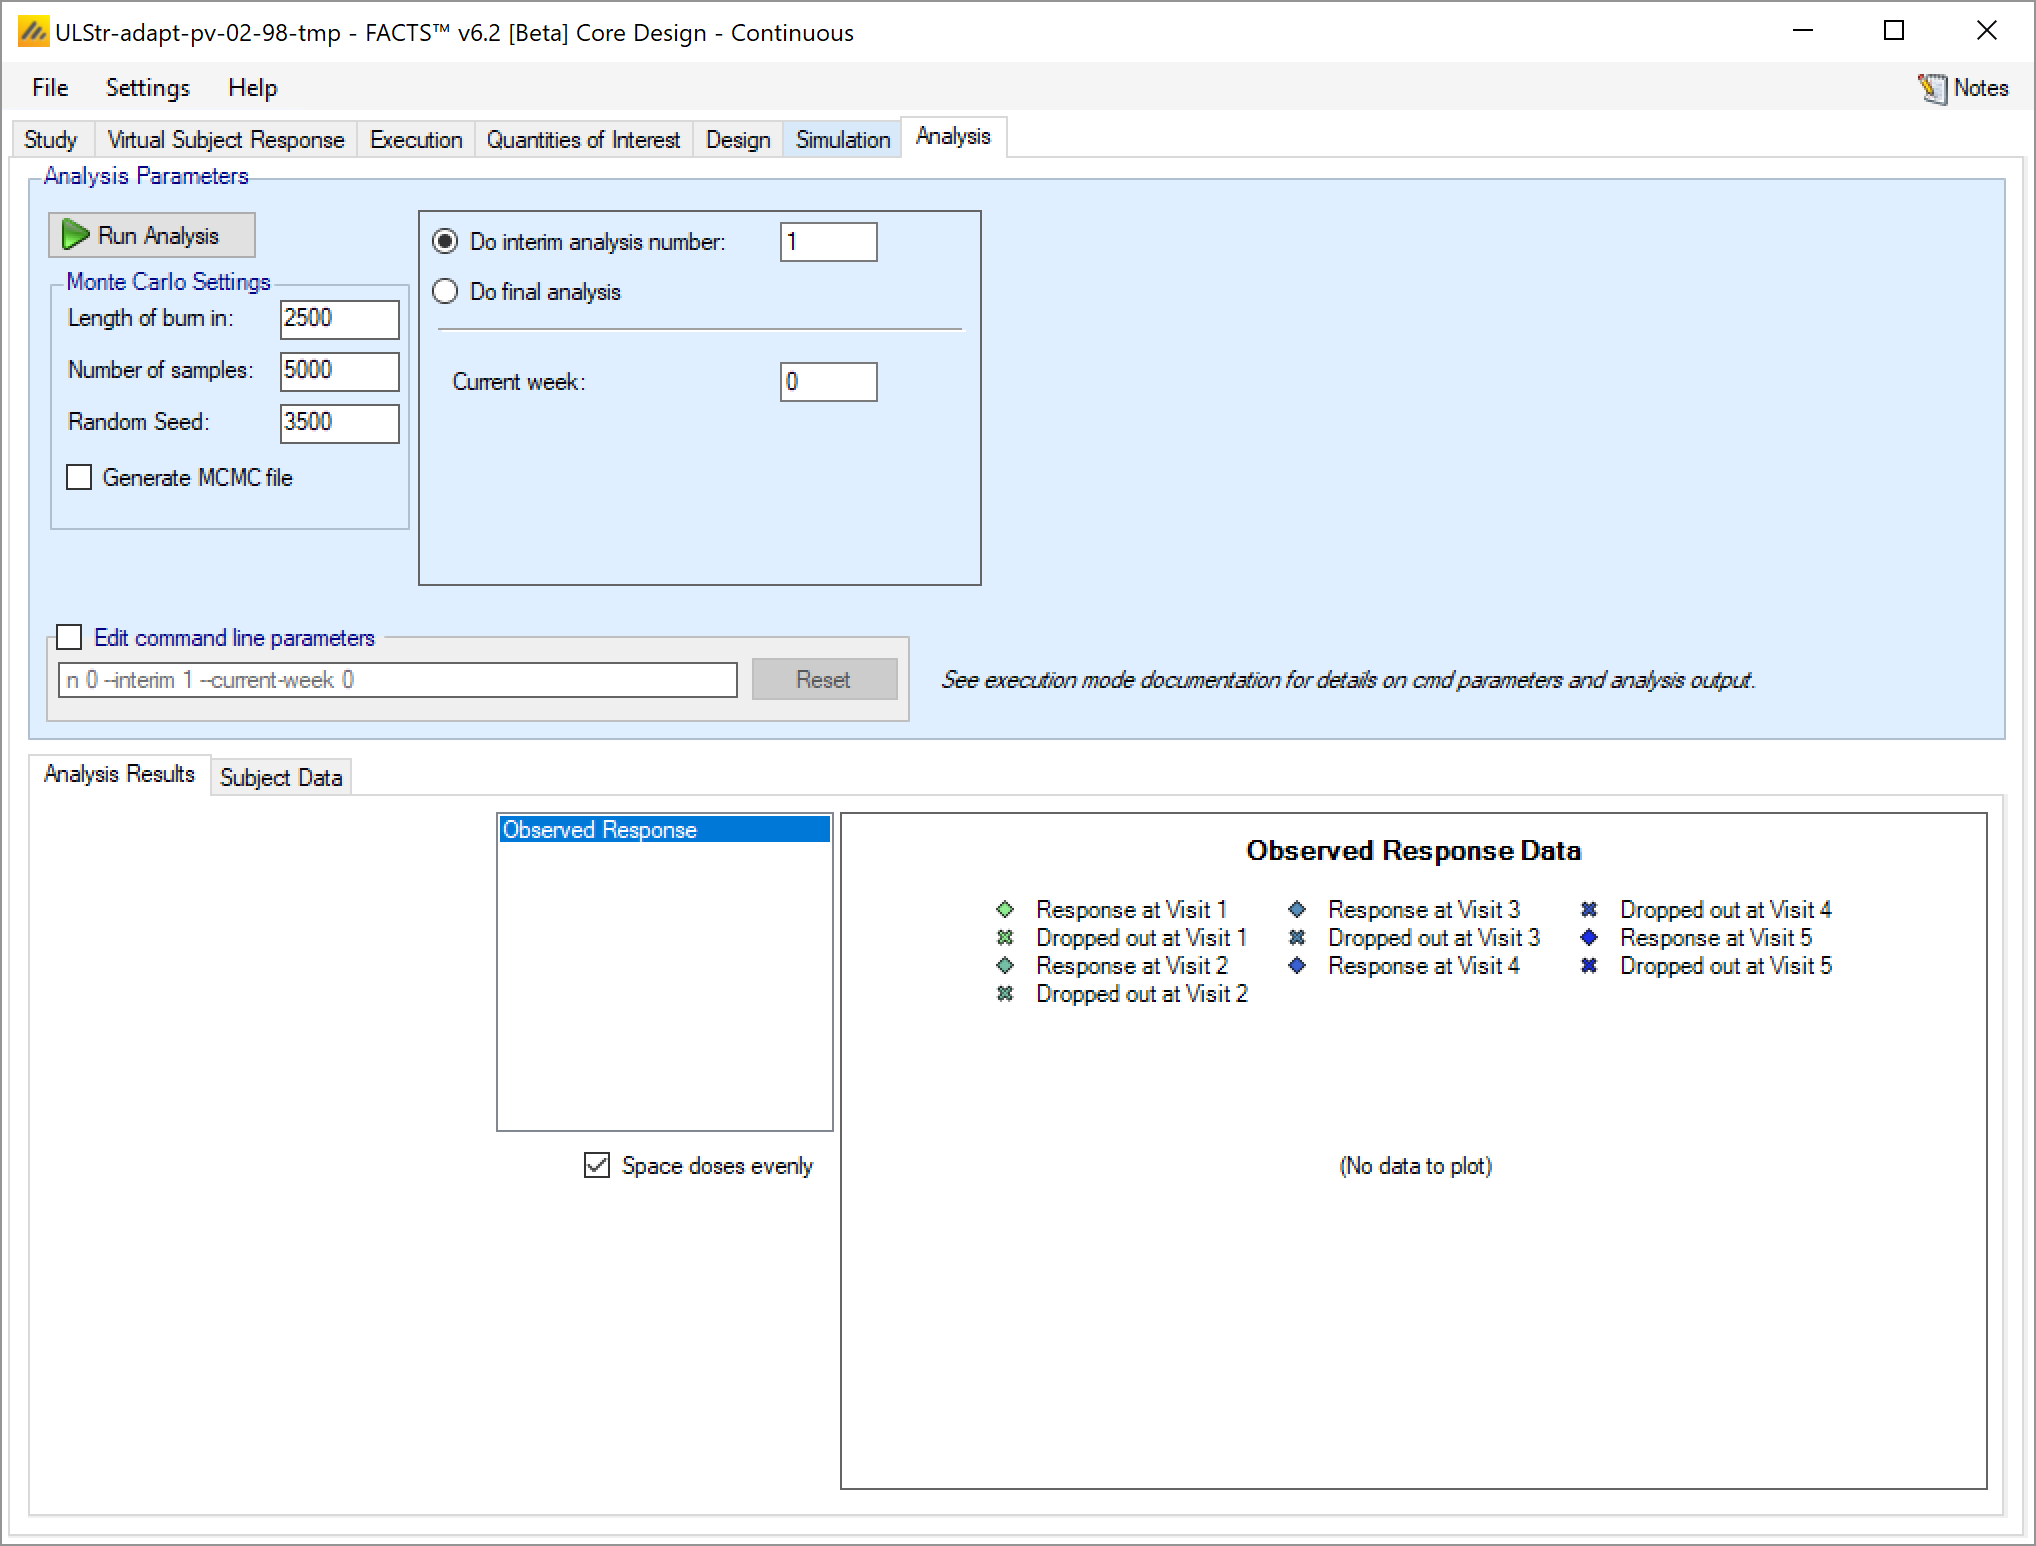 ULStr-adapt-pv-02-98-tmp - FACTS™ v6.2 [Beta] Core Design - Continuous
File Settings Help Notes
Study Virtual Subject Response Execution Quantities of Interest Design Simulation Analysis
Analysis Parameters
Run Analysis
Monte Carlo Settings
Length of burn in: 2500
Number of samples: 5000
Random Seed: 3500
Generate MCMC file
Do interim analysis number: 1
Do final analysis
Current week: 0
Edit command line parameters
n 0 --interim 1 --current-week 0
Reset
See execution mode documentation for details on cmd parameters and analysis output.
Analysis Results Subject Data
Observed Response
Space doses evenly
Observed Response Data
Response at Visit 1 Response at Visit 3 Dropped out at Visit 4
Dropped out at Visit 1 Dropped out at Visit 3 Response at Visit 5
Response at Visit 2 Response at Visit 4 Dropped out at Visit 5
Dropped out at Visit 2
(No data to plot)